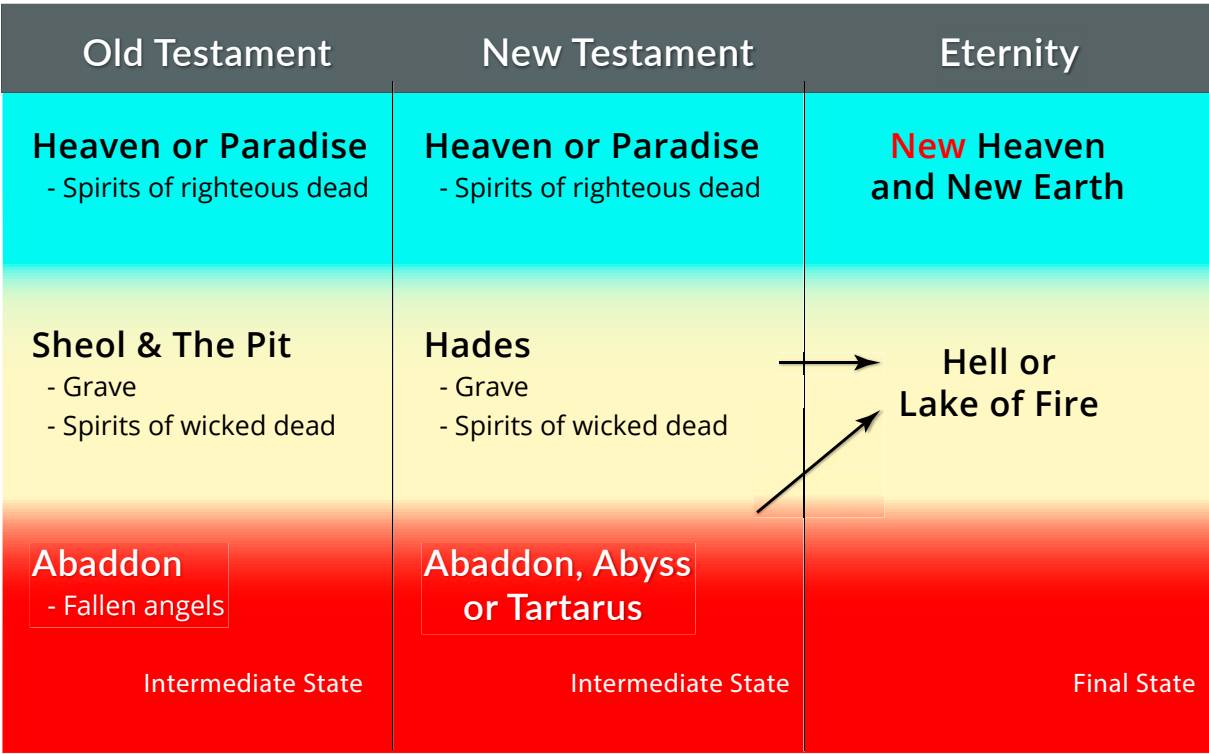 Old Testament
New Testament
Eternity
Heaven or Paradise
- Spirits of righteous dead
Heaven or Paradise
- Spirits of righteous dead
New Heaven
and New Earth
Sheol & The Pit
- Grave
- Spirits of wicked dead
Hades
- Grave
- Spirits of wicked dead
Hell or
Lake of Fire
Abaddon
- Fallen angels
Abaddon, Abyss
or Tartarus
Intermediate State
Intermediate State
Final State